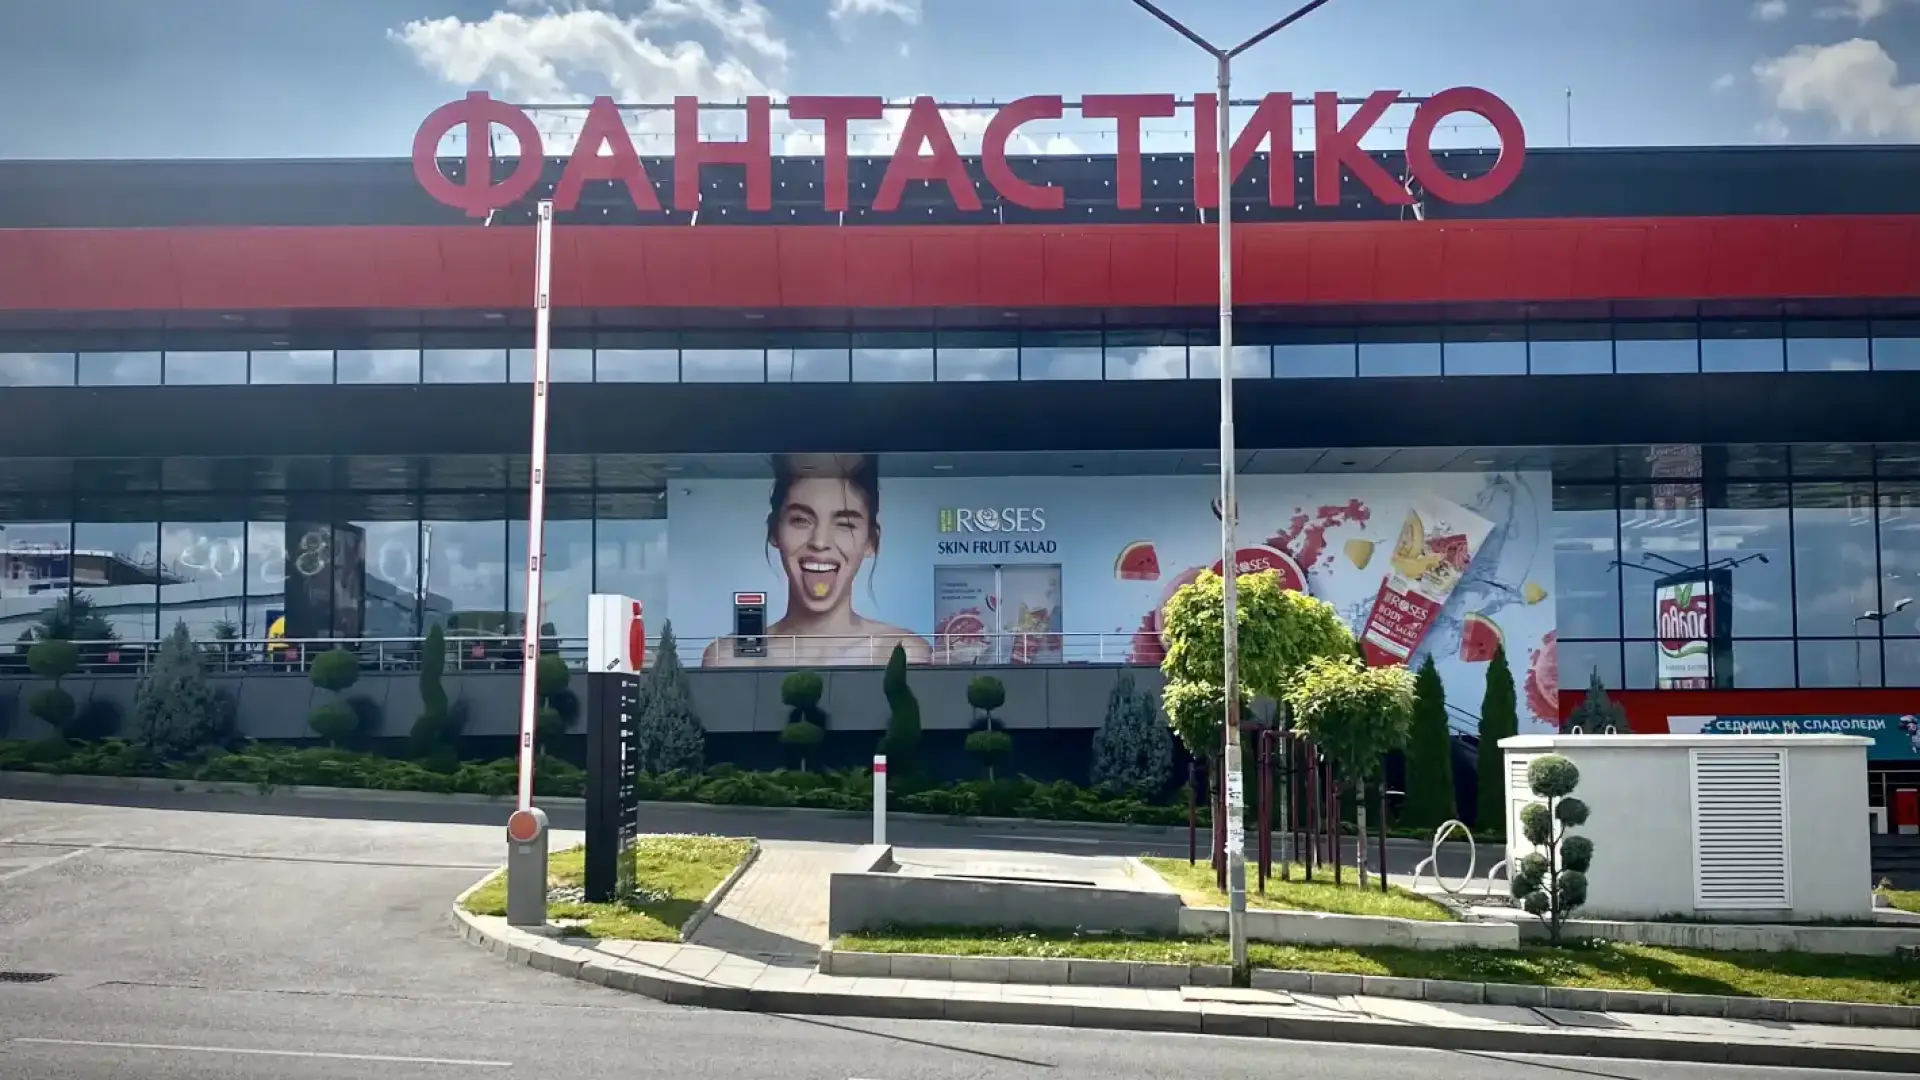 ФАНТАСТИКО
ROSES
SKIN FRUIT SALAD
ROSES
ROSES
BODY
FRUIT SALAD
СЕДМИЦА НА СЛАДОЛЕДИ